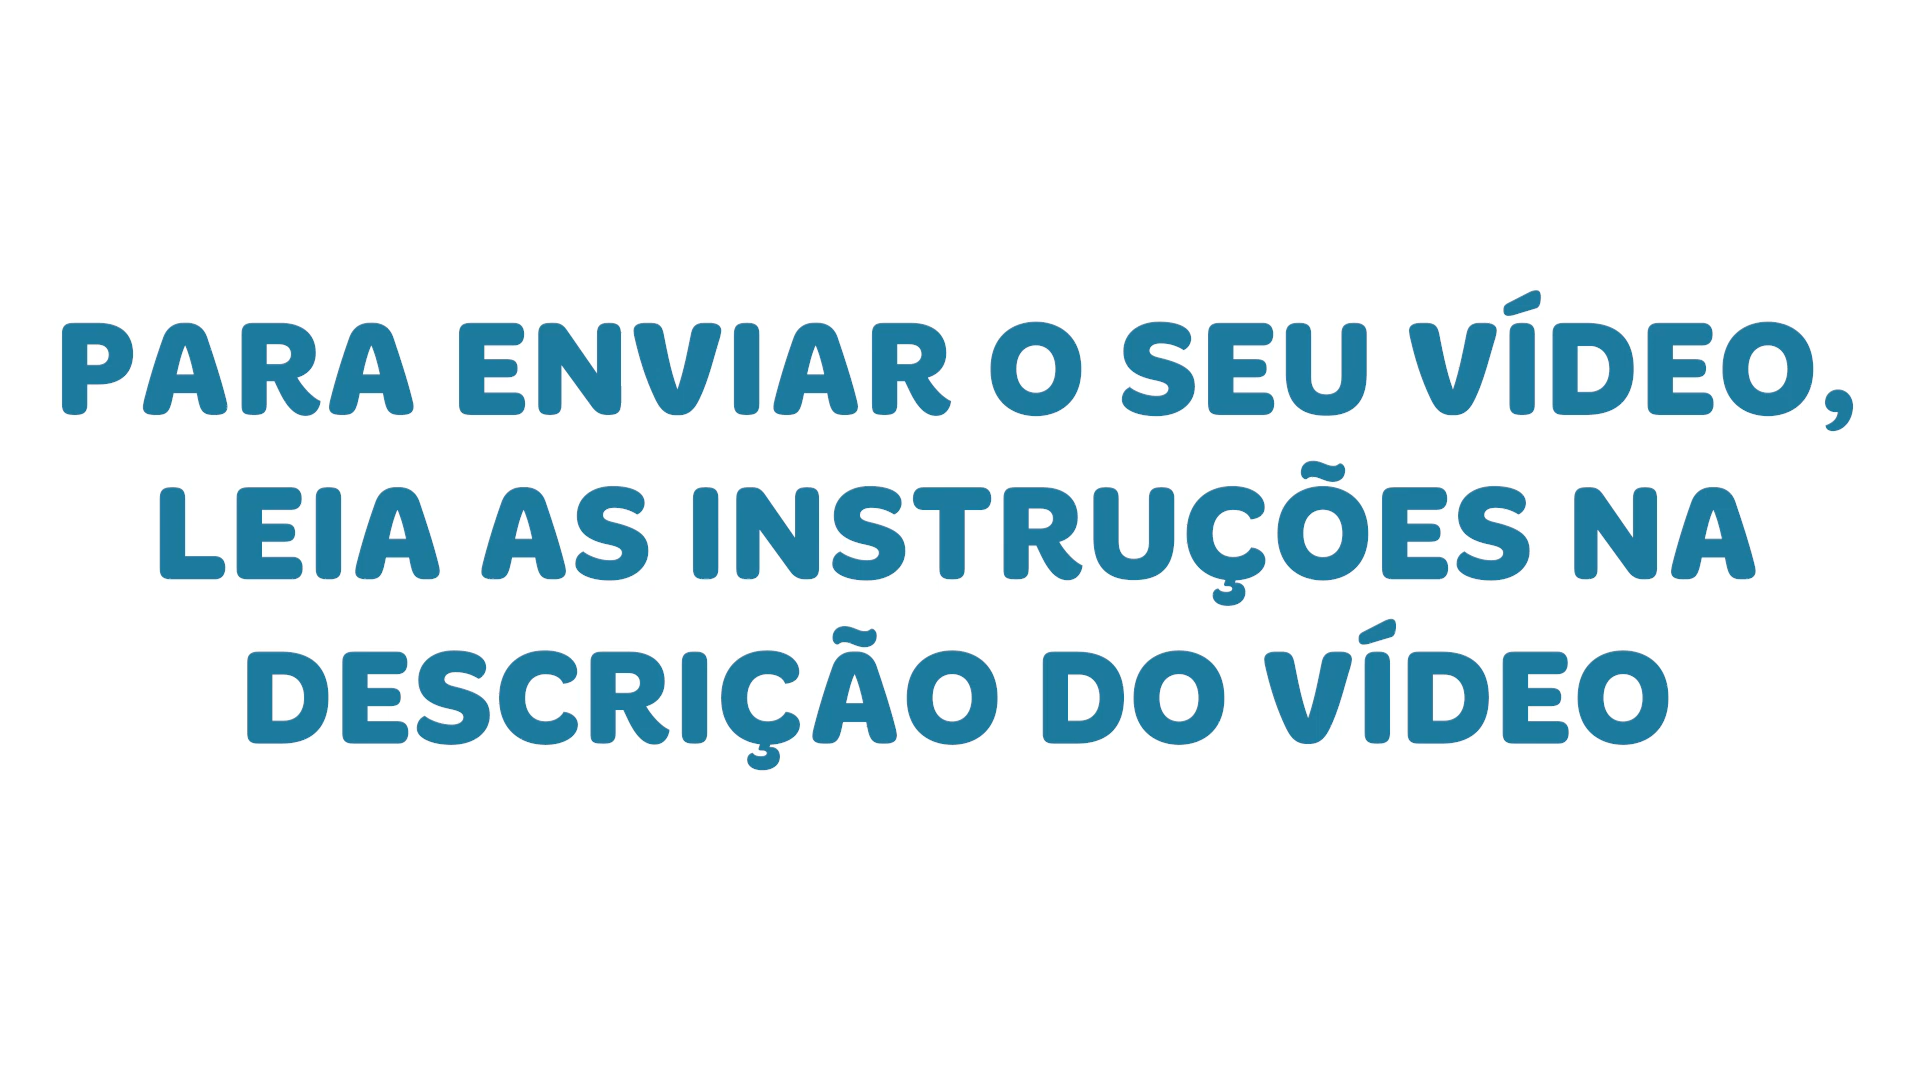 PARA ENVIAR O SEU VÍDEO,
LEIA AS INSTRUÇÕES NA
DESCRIÇÃO DO VÍDEO